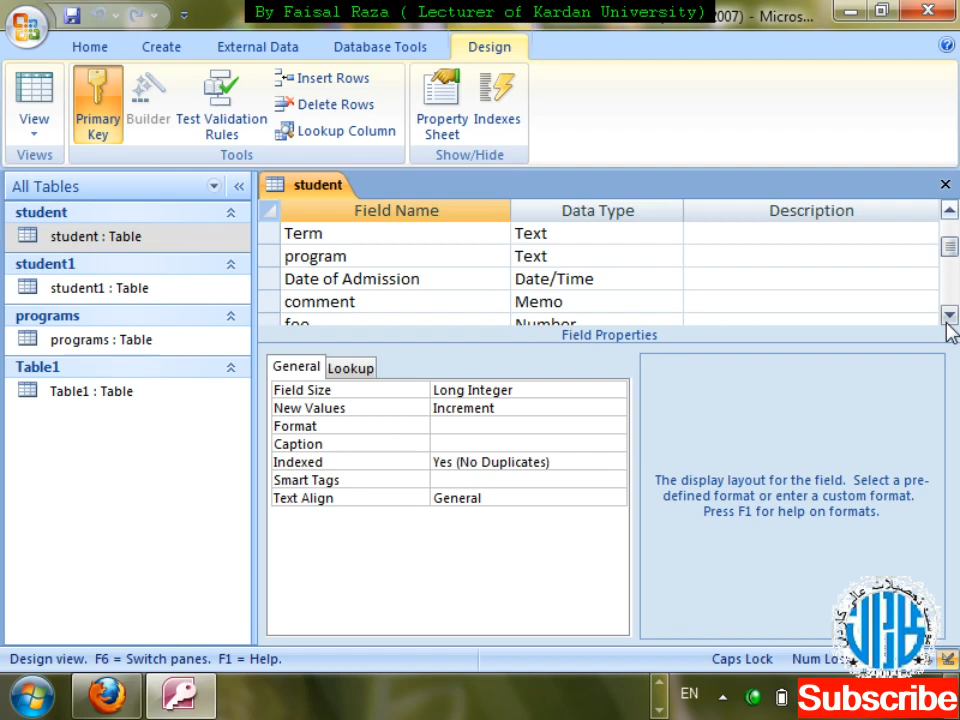 By Faisal Raza ( Lecturer of Kardan University)
2007) - Micros...
Home
Create
External Data
Database Tools
Design
View
Primary Key
Builder
Test Validation Rules
Insert Rows
Delete Rows
Lookup Column
Property Sheet
Indexes
Views
Tools
Show/Hide
All Tables
student
student : Table
student1
student1 : Table
programs
programs : Table
Table1
Table1 : Table
student
Field Name
Data Type
Description
Term
Text
program
Text
Date of Admission
Date/Time
comment
Memo
fee
Number
Field Properties
General
Lookup
Field Size
Long Integer
New Values
Increment
Format
Caption
Indexed
Yes (No Duplicates)
Smart Tags
Text Align
General
The display layout for the field. Select a pre-
defined format or enter a custom format.
Press F1 for help on formats.
Design view. F6 = Switch panes. F1 = Help.
Caps Lock
Num Lo
EN
Subscribe